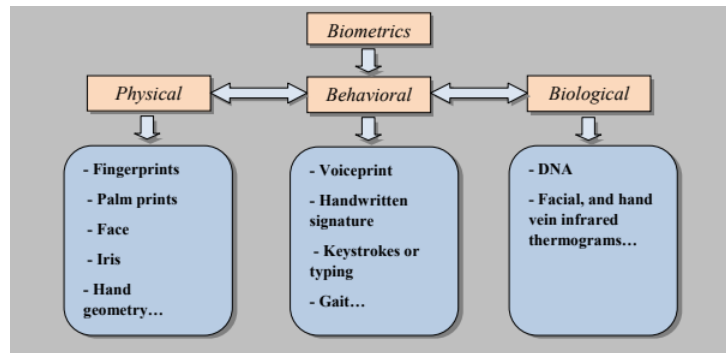 Biometrics
Physical
Behavioral
Biological
- Fingerprints
- Palm prints
- Face
- Iris
- Hand
geometry…
- Voiceprint
- Handwritten
signature
- Keystrokes or
typing
- Gait…
- DNA
- Facial, and hand
vein infrared
thermograms…